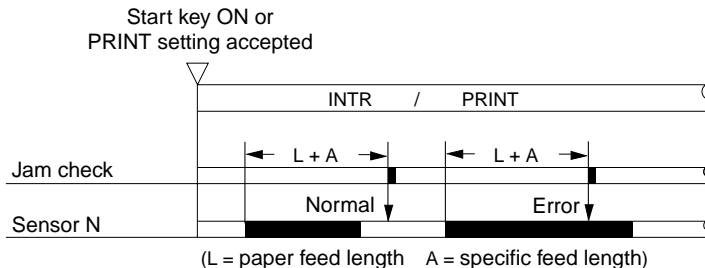 Start key ON or
PRINT setting accepted
INTR / PRINT
L + A L + A
Jam check
Normal Error
Sensor N
(L = paper feed length A = specific feed length)